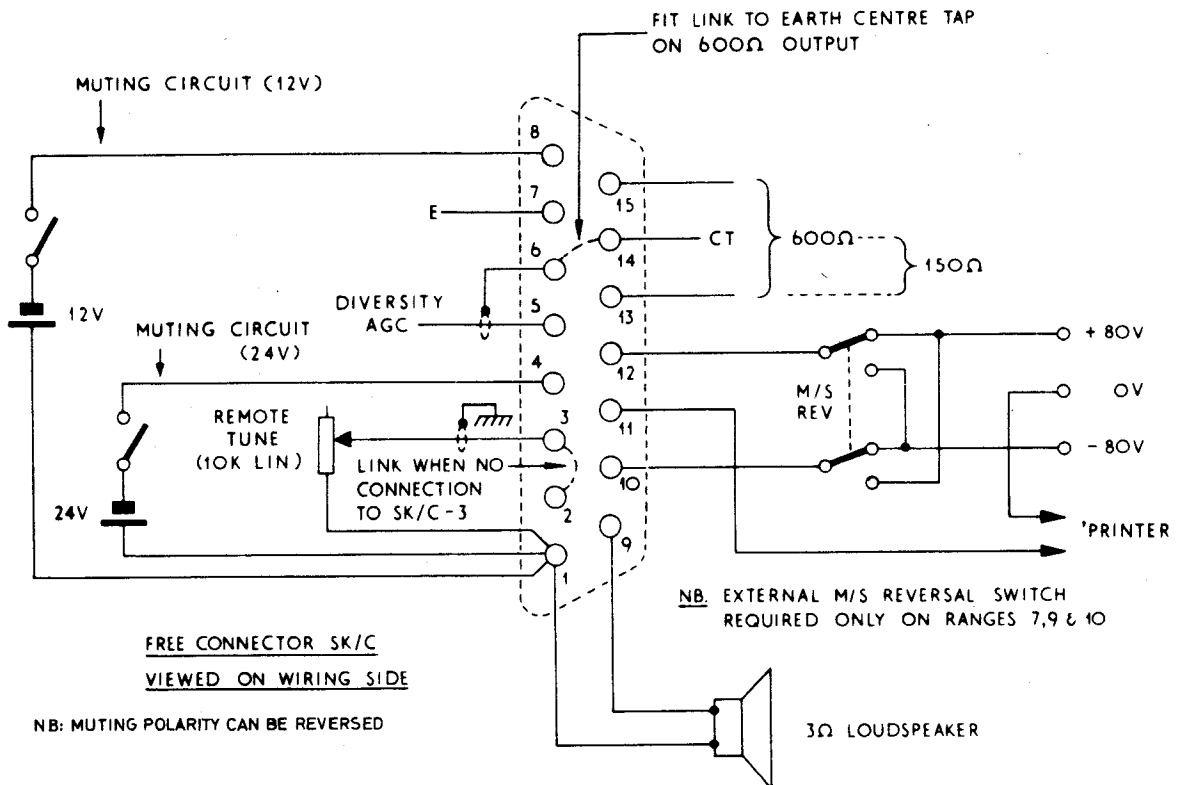 FIT LINK TO EARTH CENTRE TAP
ON 600Ω OUTPUT
MUTING CIRCUIT (12V)
8
7
6
5
4
3
2
1
15
14
13
12
11
10
9
E
CT
600Ω
150Ω
DIVERSITY
AGC
12V
MUTING CIRCUIT
(24V)
REMOTE
TUNE
(10K LIN)
LINK WHEN NO
CONNECTION
TO SK/C-3
24V
M/S
REV
+80V
0V
-80V
'PRINTER
NB. EXTERNAL M/S REVERSAL SWITCH
REQUIRED ONLY ON RANGES 7,9 & 10
FREE CONNECTOR SK/C
VIEWED ON WIRING SIDE
NB: MUTING POLARITY CAN BE REVERSED
3Ω LOUDSPEAKER